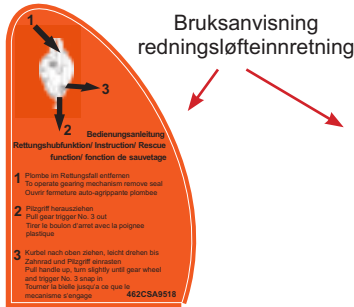 Bruksanvisning
redningsløfteinnretning
1
3
2
Bedienungsanleitung
Rettungshubfunktion/ Instruction/ Rescue
function/ fonction de sauvetage
1 Plombe im Rettungsfall entfernen
To operate gearing mechanism remove seal
Ouvrir fermeture auto-agrippante plombee
2 Pilzgriff herausziehen
Pull gear trigger No. 3 out
Tirer le boulon d'arret avec la poignee
plastique
3 Kurbel nach oben ziehen, leicht drehen bis
Zahnrad und Pilzgriff einrasten
Pull handle up, turn slightly until gear wheel
and trigger No. 3 snap in
Tourner la bielle jusqu'a ce que le
mecanisme s'engage 462CSA9518